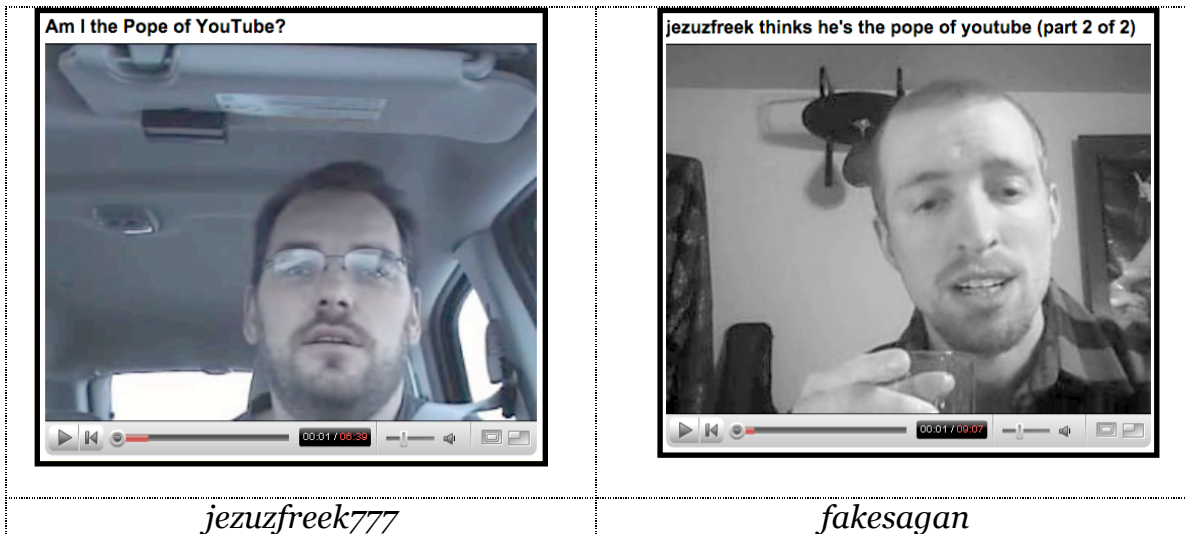 Am I the Pope of YouTube?
00:01 / 06:39
jezuzfreek777
jezuzfreek thinks he's the pope of youtube (part 2 of 2)
00:01 / 09:07
fakesagan